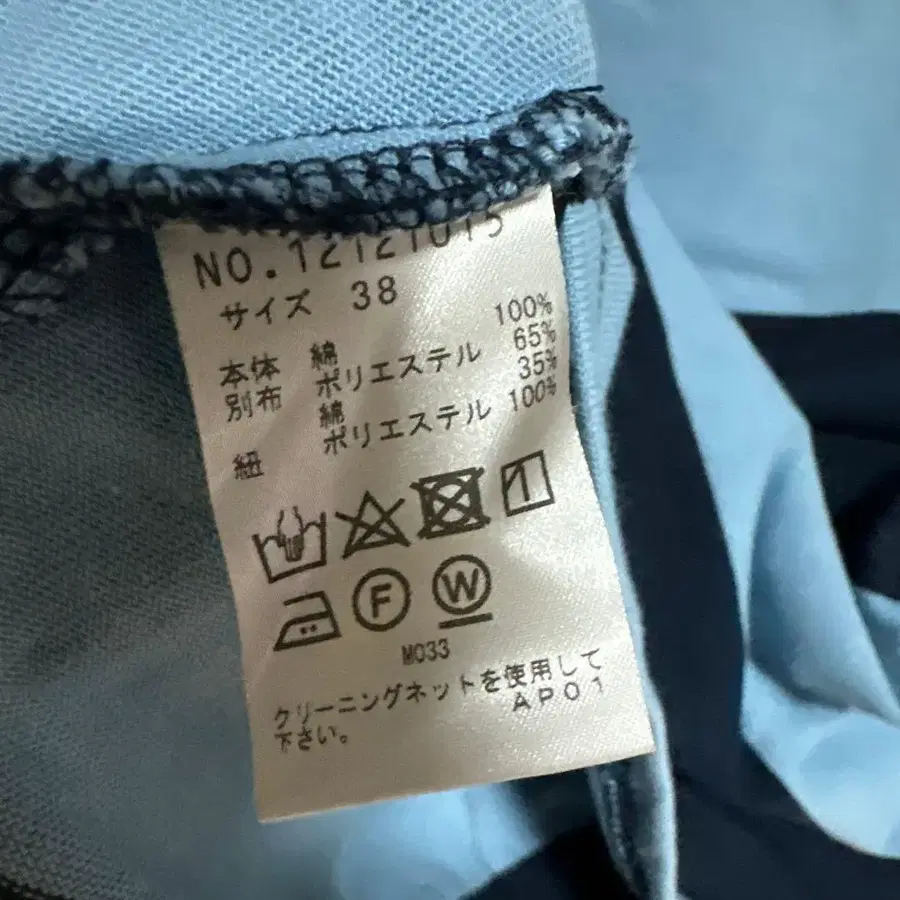 NO.12121015
サイズ 38
本体 綿 100%
別布 ポリエステル 65%
綿 35%
紐 ポリエステル 100%
F W
M033
クリーニングネットを使用して
下さい。 AP01